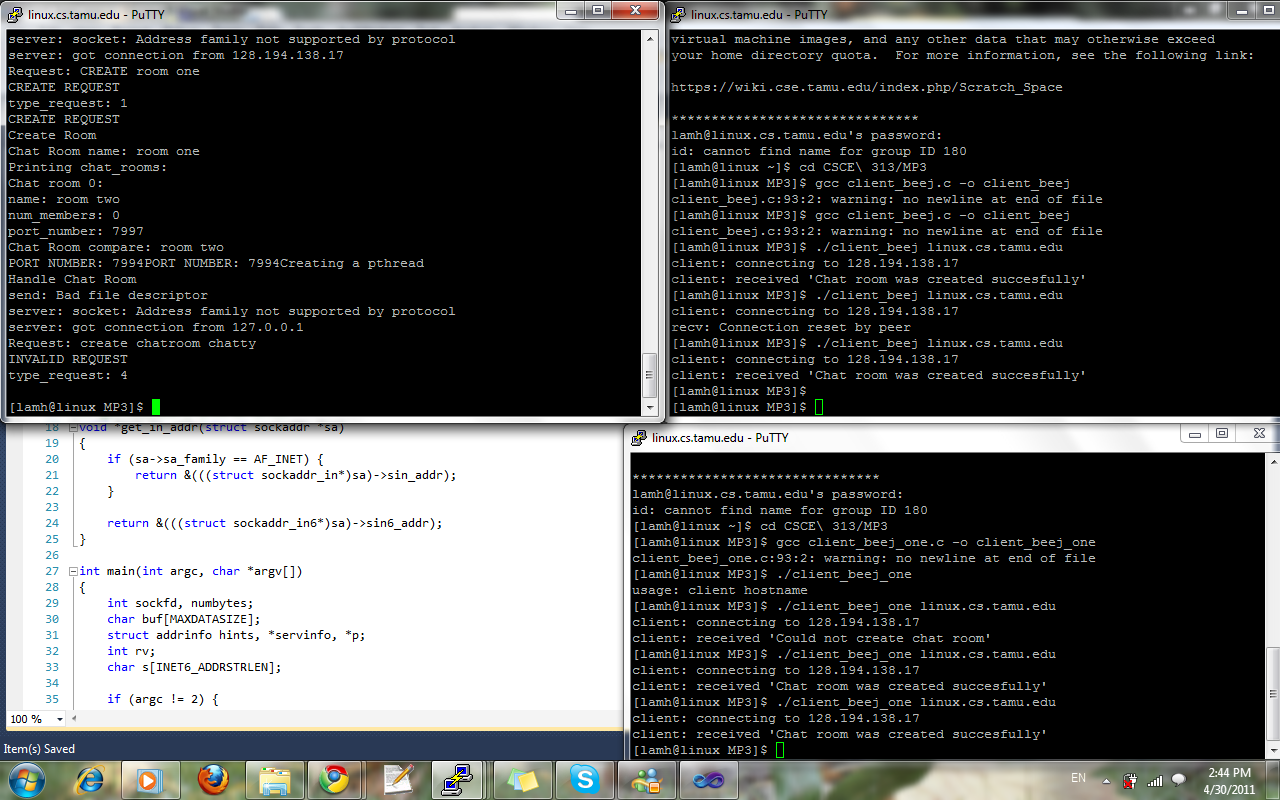 linux.cs.tamu.edu - PuTTY
server: socket: Address family not supported by protocol
server: got connection from 128.194.138.17
Request: CREATE room one
CREATE REQUEST
type_request: 1
CREATE REQUEST
Create Room
Chat Room name: room one
Printing chat_rooms:
Chat room 0:
name: room two
num_members: 0
port_number: 7997
Chat Room compare: room two
PORT NUMBER: 7994PORT NUMBER: 7994Creating a pthread
Handle Chat Room
send: Bad file descriptor
server: socket: Address family not supported by protocol
server: got connection from 127.0.0.1
Request: create chatroom chatty
INVALID REQUEST
type_request: 4
[lamh@linux MP3]$
linux.cs.tamu.edu - PuTTY
virtual machine images, and any other data that may otherwise exceed
your home directory quota.  For more information, see the following link:
https://wiki.cse.tamu.edu/index.php/Scratch_Space
*******************************
lamh@linux.cs.tamu.edu's password:
id: cannot find name for group ID 180
[lamh@linux ~]$ cd CSCE\ 313/MP3
[lamh@linux MP3]$ gcc client_beej.c -o client_beej
client_beej.c:93:2: warning: no newline at end of file
[lamh@linux MP3]$ gcc client_beej.c -o client_beej
client_beej.c:93:2: warning: no newline at end of file
[lamh@linux MP3]$ ./client_beej linux.cs.tamu.edu
client: connecting to 128.194.138.17
client: received 'Chat room was created succesfully'
[lamh@linux MP3]$ ./client_beej linux.cs.tamu.edu
client: connecting to 128.194.138.17
recv: Connection reset by peer
[lamh@linux MP3]$ ./client_beej linux.cs.tamu.edu
client: connecting to 128.194.138.17
client: received 'Chat room was created succesfully'
[lamh@linux MP3]$
[lamh@linux MP3]$
18 void *get_in_addr(struct sockaddr *sa)
19 {
20 if (sa->sa_family == AF_INET) {
21 return &(((struct sockaddr_in*)sa)->sin_addr);
22 }
23
24 return &(((struct sockaddr_in6*)sa)->sin6_addr);
25 }
26
27 int main(int argc, char *argv[])
28 {
29 int sockfd, numbytes;
30 char buf[MAXDATASIZE];
31 struct addrinfo hints, *servinfo, *p;
32 int rv;
33 char s[INET6_ADDRSTRLEN];
34
35 if (argc != 2) {
100 %
Item(s) Saved
linux.cs.tamu.edu - PuTTY
*******************************
lamh@linux.cs.tamu.edu's password:
id: cannot find name for group ID 180
[lamh@linux ~]$ cd CSCE\ 313/MP3
[lamh@linux MP3]$ gcc client_beej_one.c -o client_beej_one
client_beej_one.c:93:2: warning: no newline at end of file
[lamh@linux MP3]$ ./client_beej_one
usage: client hostname
[lamh@linux MP3]$ ./client_beej_one linux.cs.tamu.edu
client: connecting to 128.194.138.17
client: received 'Could not create chat room'
[lamh@linux MP3]$ ./client_beej_one linux.cs.tamu.edu
client: connecting to 128.194.138.17
client: received 'Chat room was created succesfully'
[lamh@linux MP3]$ ./client_beej_one linux.cs.tamu.edu
client: connecting to 128.194.138.17
client: received 'Chat room was created succesfully'
[lamh@linux MP3]$
EN
2:44 PM
4/30/2011